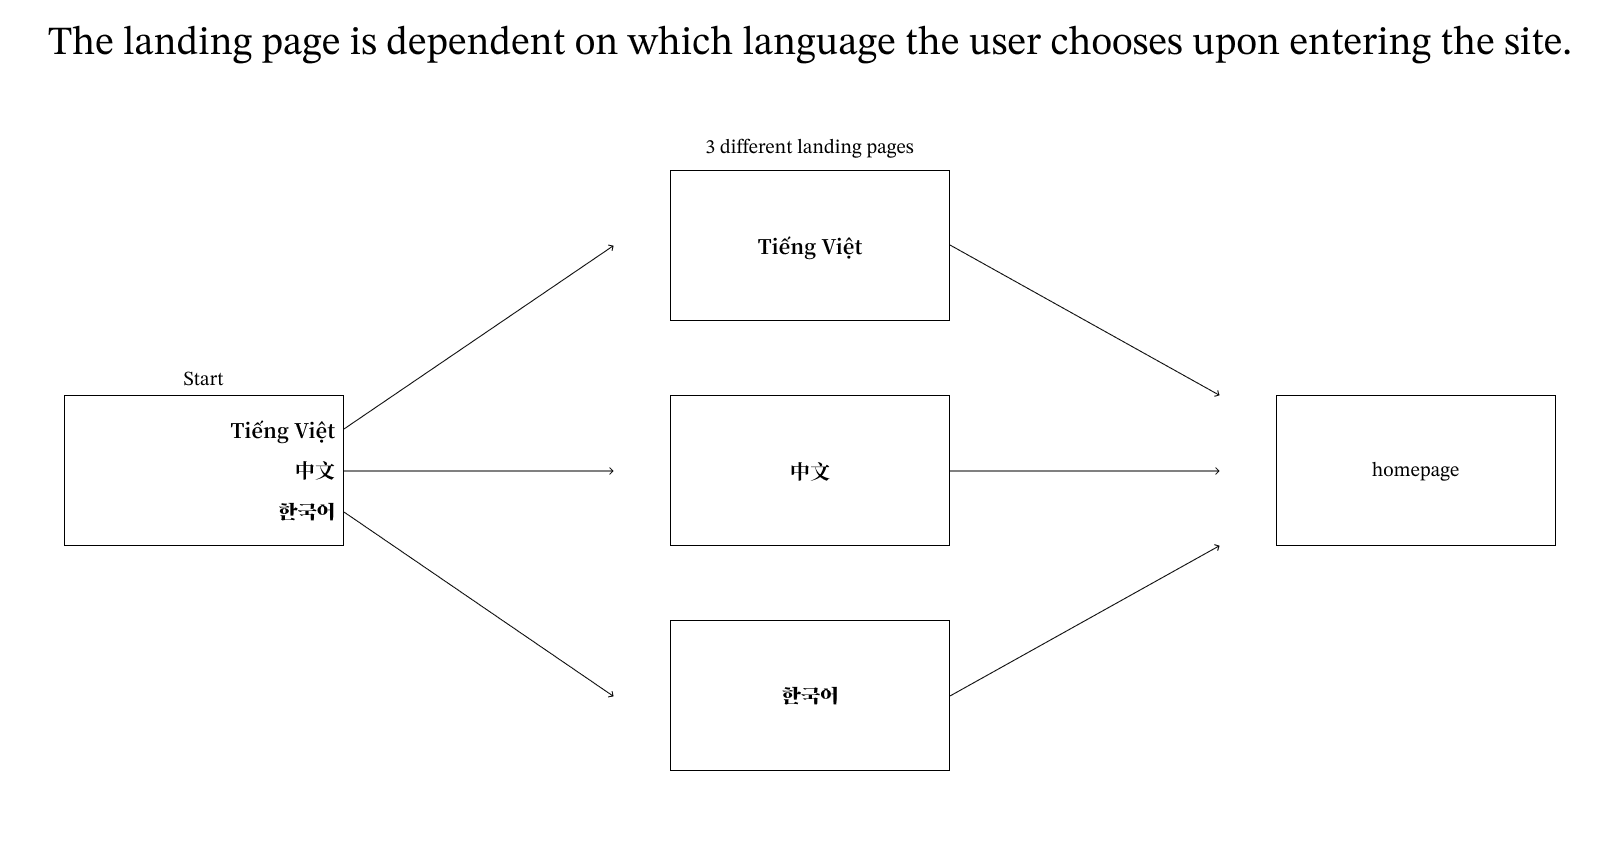 The landing page is dependent on which language the user chooses upon entering the site.
3 different landing pages
Tiếng Việt
Start
Tiếng Việt
中文
한국어
中文
homepage
한국어